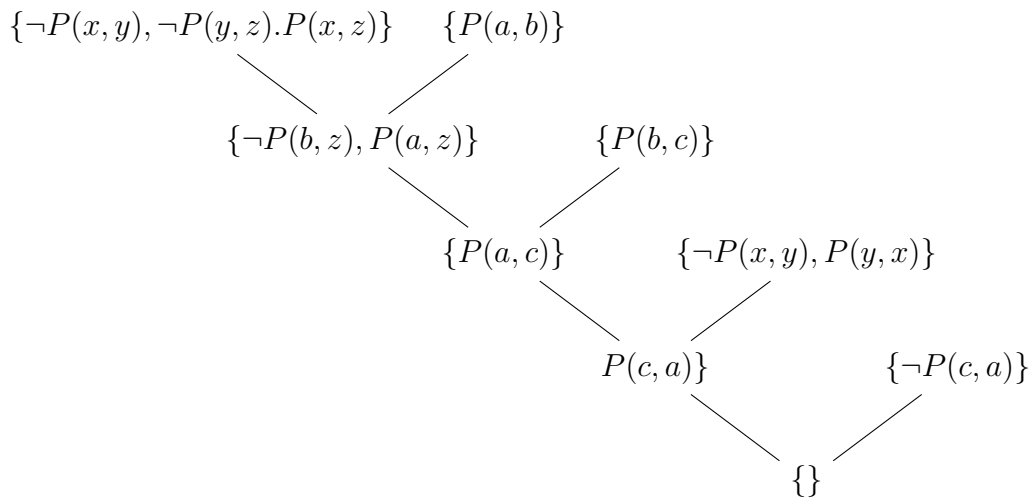 {¬P(x, y), ¬P(y, z).P(x, z)} {P(a, b)}
{¬P(b, z), P(a, z)} {P(b, c)}
{P(a, c)} {¬P(x, y), P(y, x)}
P(c, a)} {¬P(c, a)}
{}